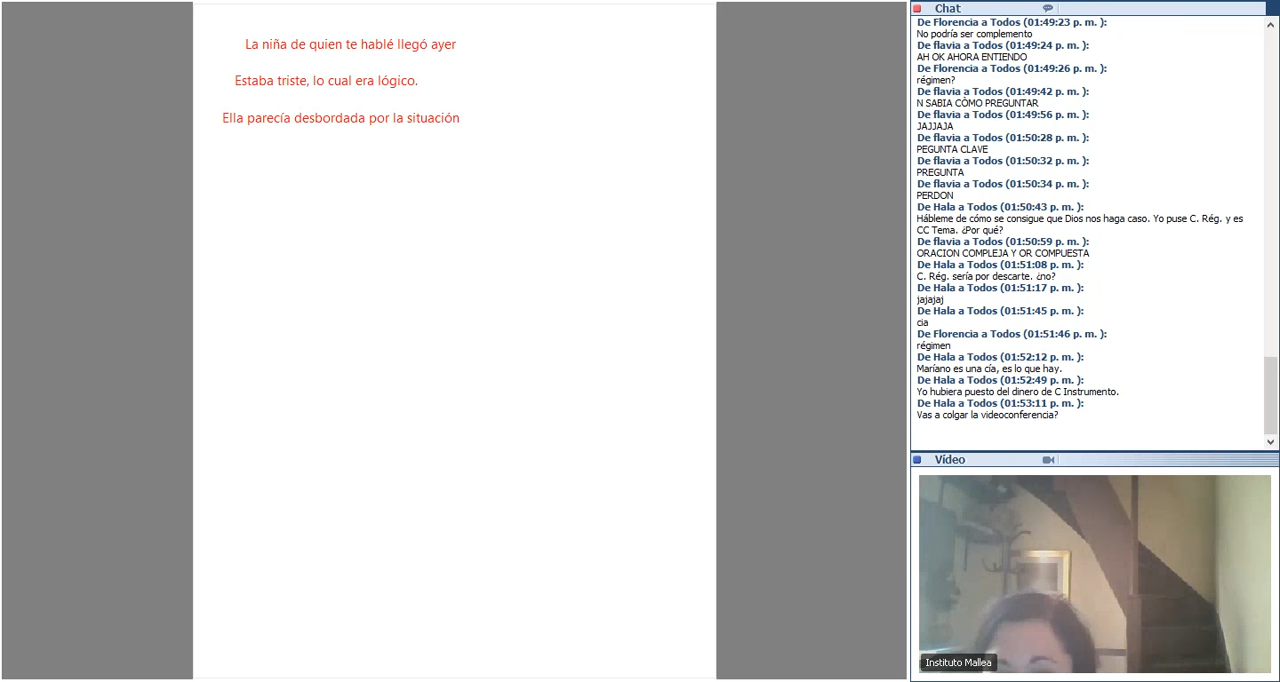 La niña de quien te hablé llegó ayer
Estaba triste, lo cual era lógico.
Ella parecía desbordada por la situación
Chat
De Florencia a Todos (01:49:23 p. m. ):
No podría ser complemento
De flavia a Todos (01:49:24 p. m. ):
AH OK AHORA ENTIENDO
De Florencia a Todos (01:49:26 p. m. ):
régimen?
De flavia a Todos (01:49:42 p. m. ):
N SABIA CÒMO PREGUNTAR
De flavia a Todos (01:49:56 p. m. ):
JAJJAJA
De flavia a Todos (01:50:28 p. m. ):
PEGUNTA CLAVE
De flavia a Todos (01:50:32 p. m. ):
PREGUNTA
De flavia a Todos (01:50:34 p. m. ):
PERDON
De Hala a Todos (01:50:43 p. m. ):
Hábleme de cómo se consigue que Dios nos haga caso. Yo puse C. Rég. y es
CC Tema. ¿Por qué?
De flavia a Todos (01:50:59 p. m. ):
ORACION COMPLEJA Y OR COMPUESTA
De Hala a Todos (01:51:08 p. m. ):
C. Rég. sería por descarte. ¿no?
De Hala a Todos (01:51:17 p. m. ):
jajajaj
De Hala a Todos (01:51:45 p. m. ):
cia
De Florencia a Todos (01:51:46 p. m. ):
régimen
De Hala a Todos (01:52:12 p. m. ):
Maríano es una cía, es lo que hay.
De Hala a Todos (01:52:49 p. m. ):
Yo hubiera puesto del dinero de C Instrumento.
De Hala a Todos (01:53:11 p. m. ):
Vas a colgar la videoconferencia?
Vídeo
Instituto Mallea